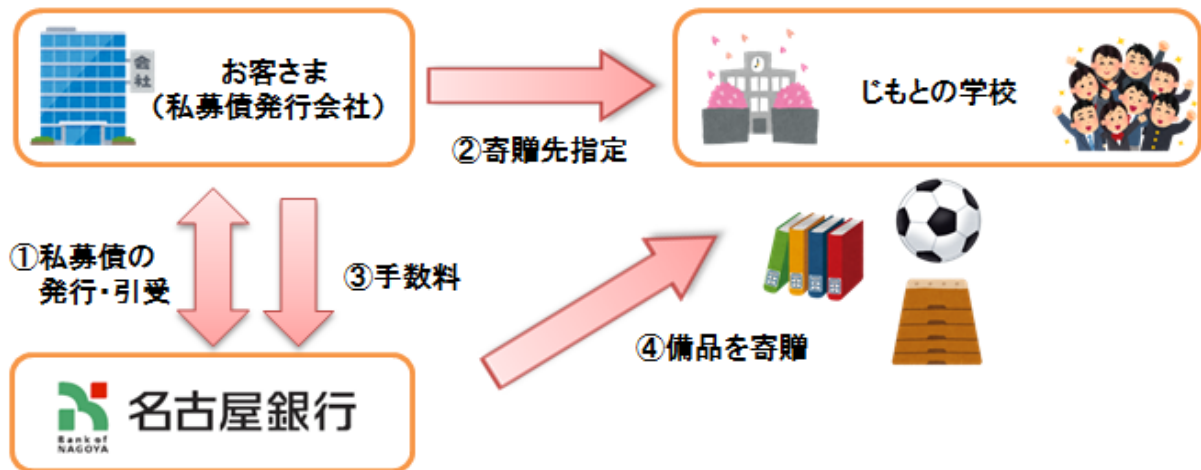 会社
お客さま
（私募債発行会社）
じもとの学校
②寄贈先指定
①私募債の
発行・引受
③手数料
④備品を寄贈
名古屋銀行
Bank of
NAGOYA